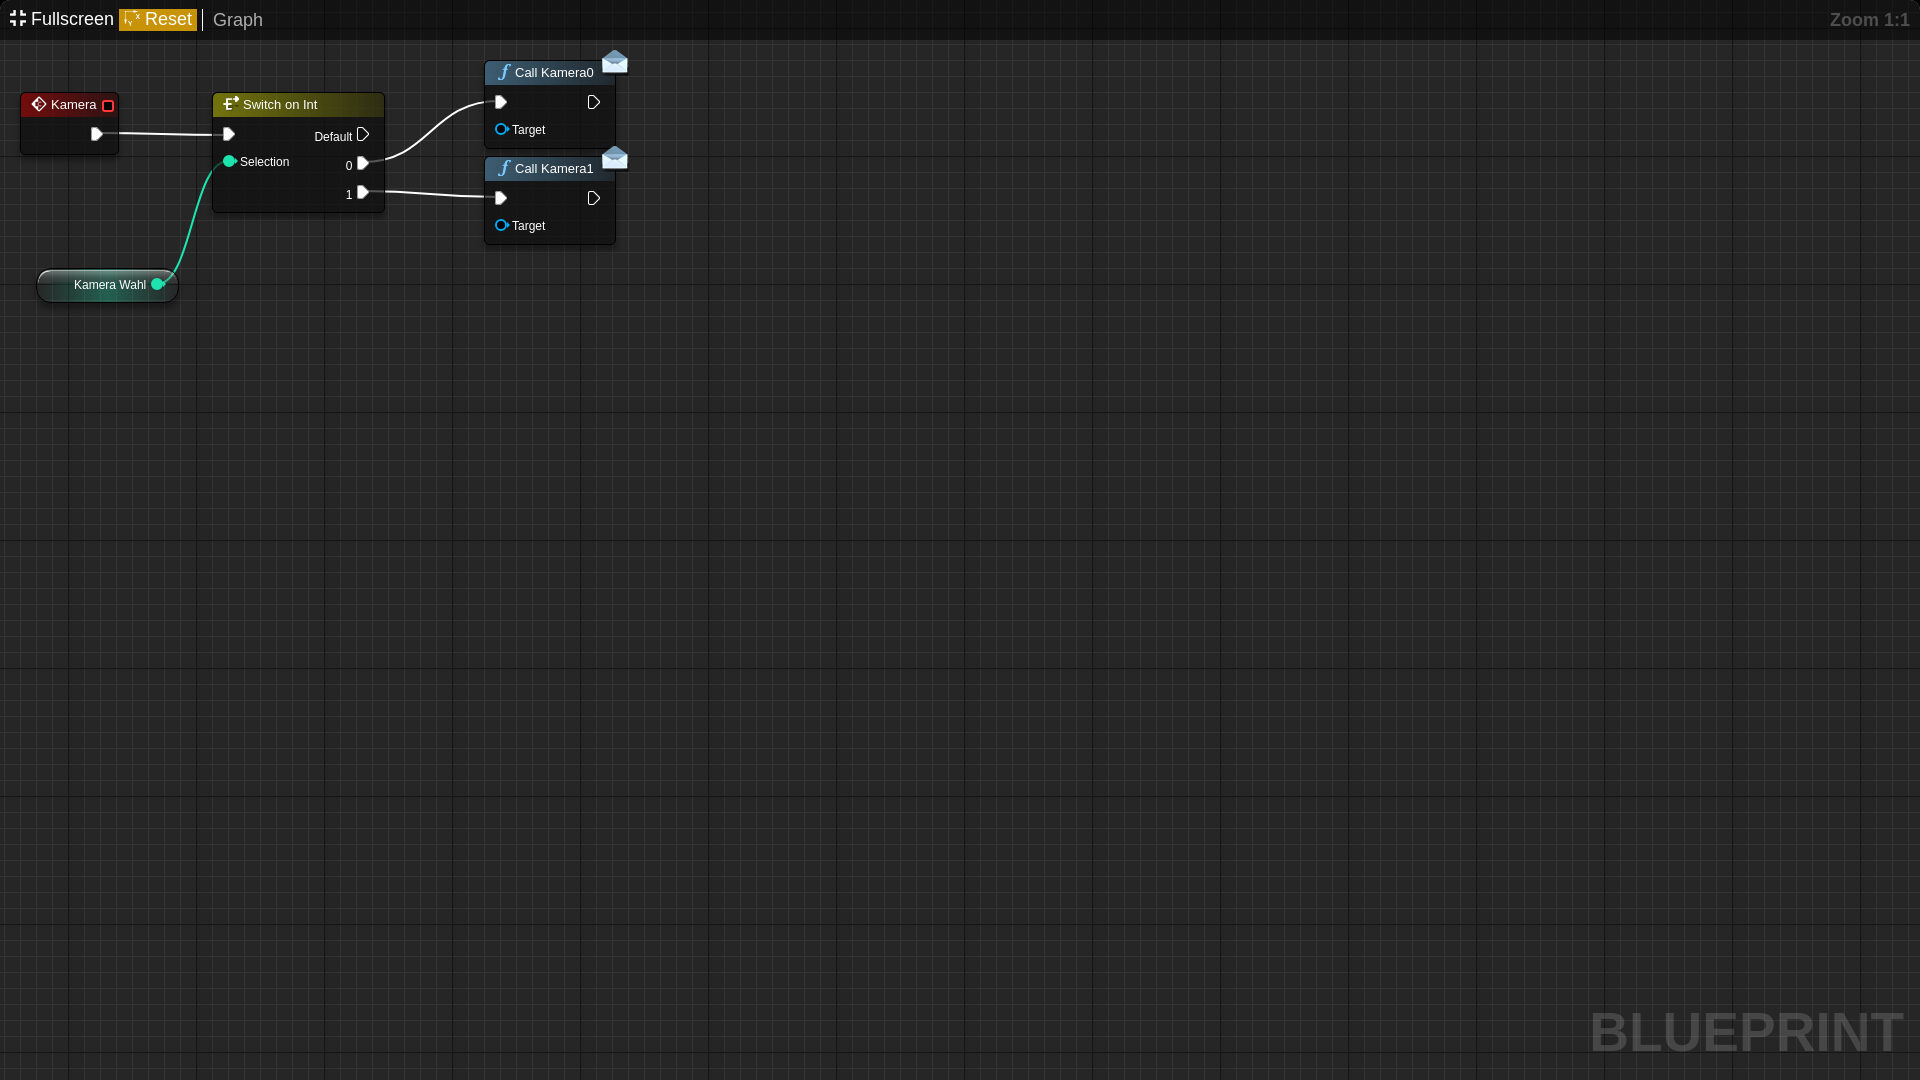 Fullscreen Reset Graph Zoom 1:1
Call Kamera0
Target
Kamera
Switch on Int
Default
Selection
0
1
Call Kamera1
Target
Kamera Wahl
BLUEPRINT